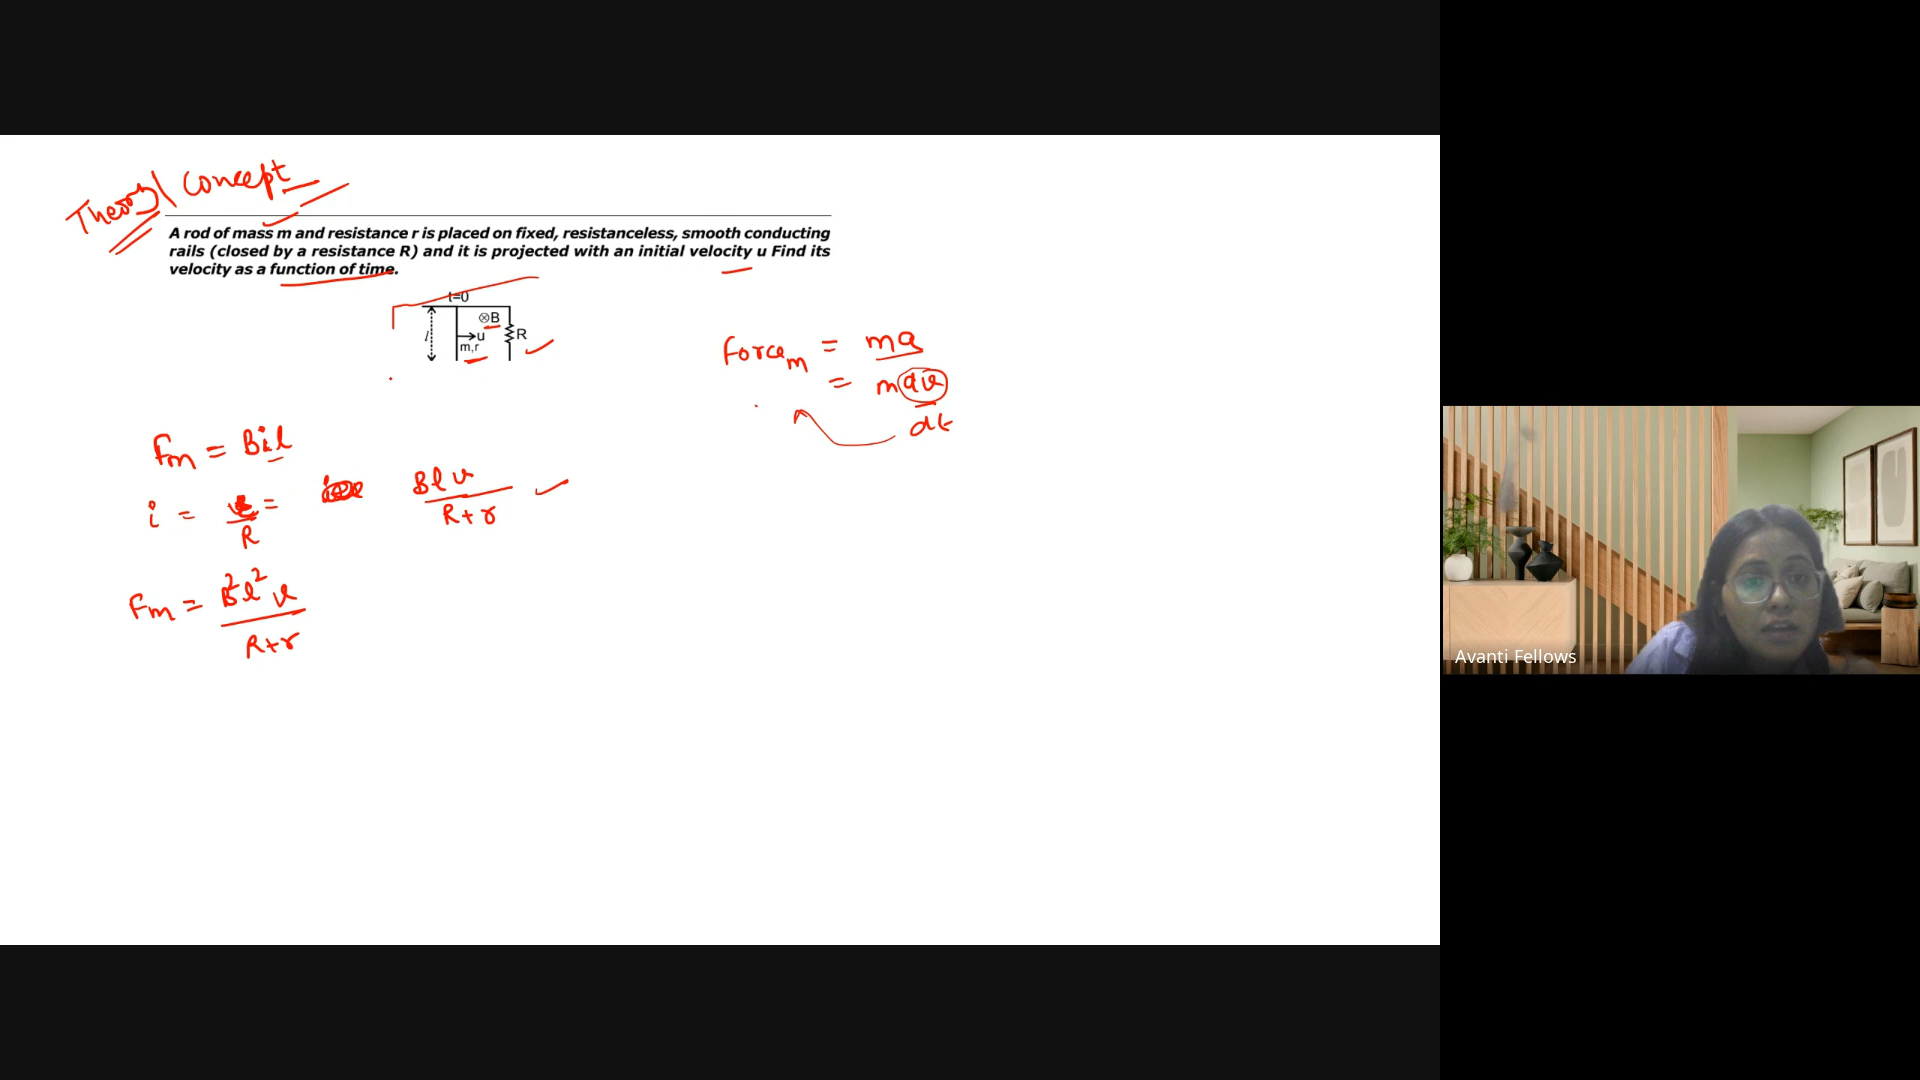 Theory| Concept
A rod of mass m and resistance r is placed on fixed, resistanceless, smooth conducting
rails (closed by a resistance R) and it is projected with an initial velocity u Find its
velocity as a function of time.
t=0
⊗B
l
u
R
m,r
Force_m = ma
= m dv
dt
F_m = Bil
i = = Blv
R
R+r
F_m = B²l²v
R+r
Avanti Fellows